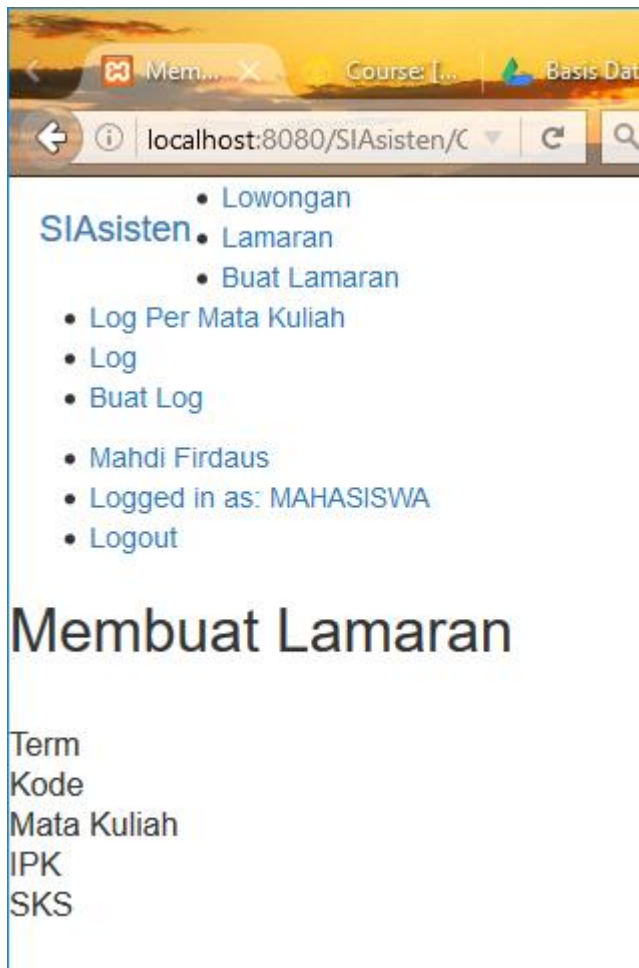 Mem... Course: [... Basis Dat
localhost:8080/SIAsisten/C
SIAsisten
Lowongan
Lamaran
Buat Lamaran
Log Per Mata Kuliah
Log
Buat Log
Mahdi Firdaus
Logged in as: MAHASISWA
Logout
Membuat Lamaran
Term
Kode
Mata Kuliah
IPK
SKS